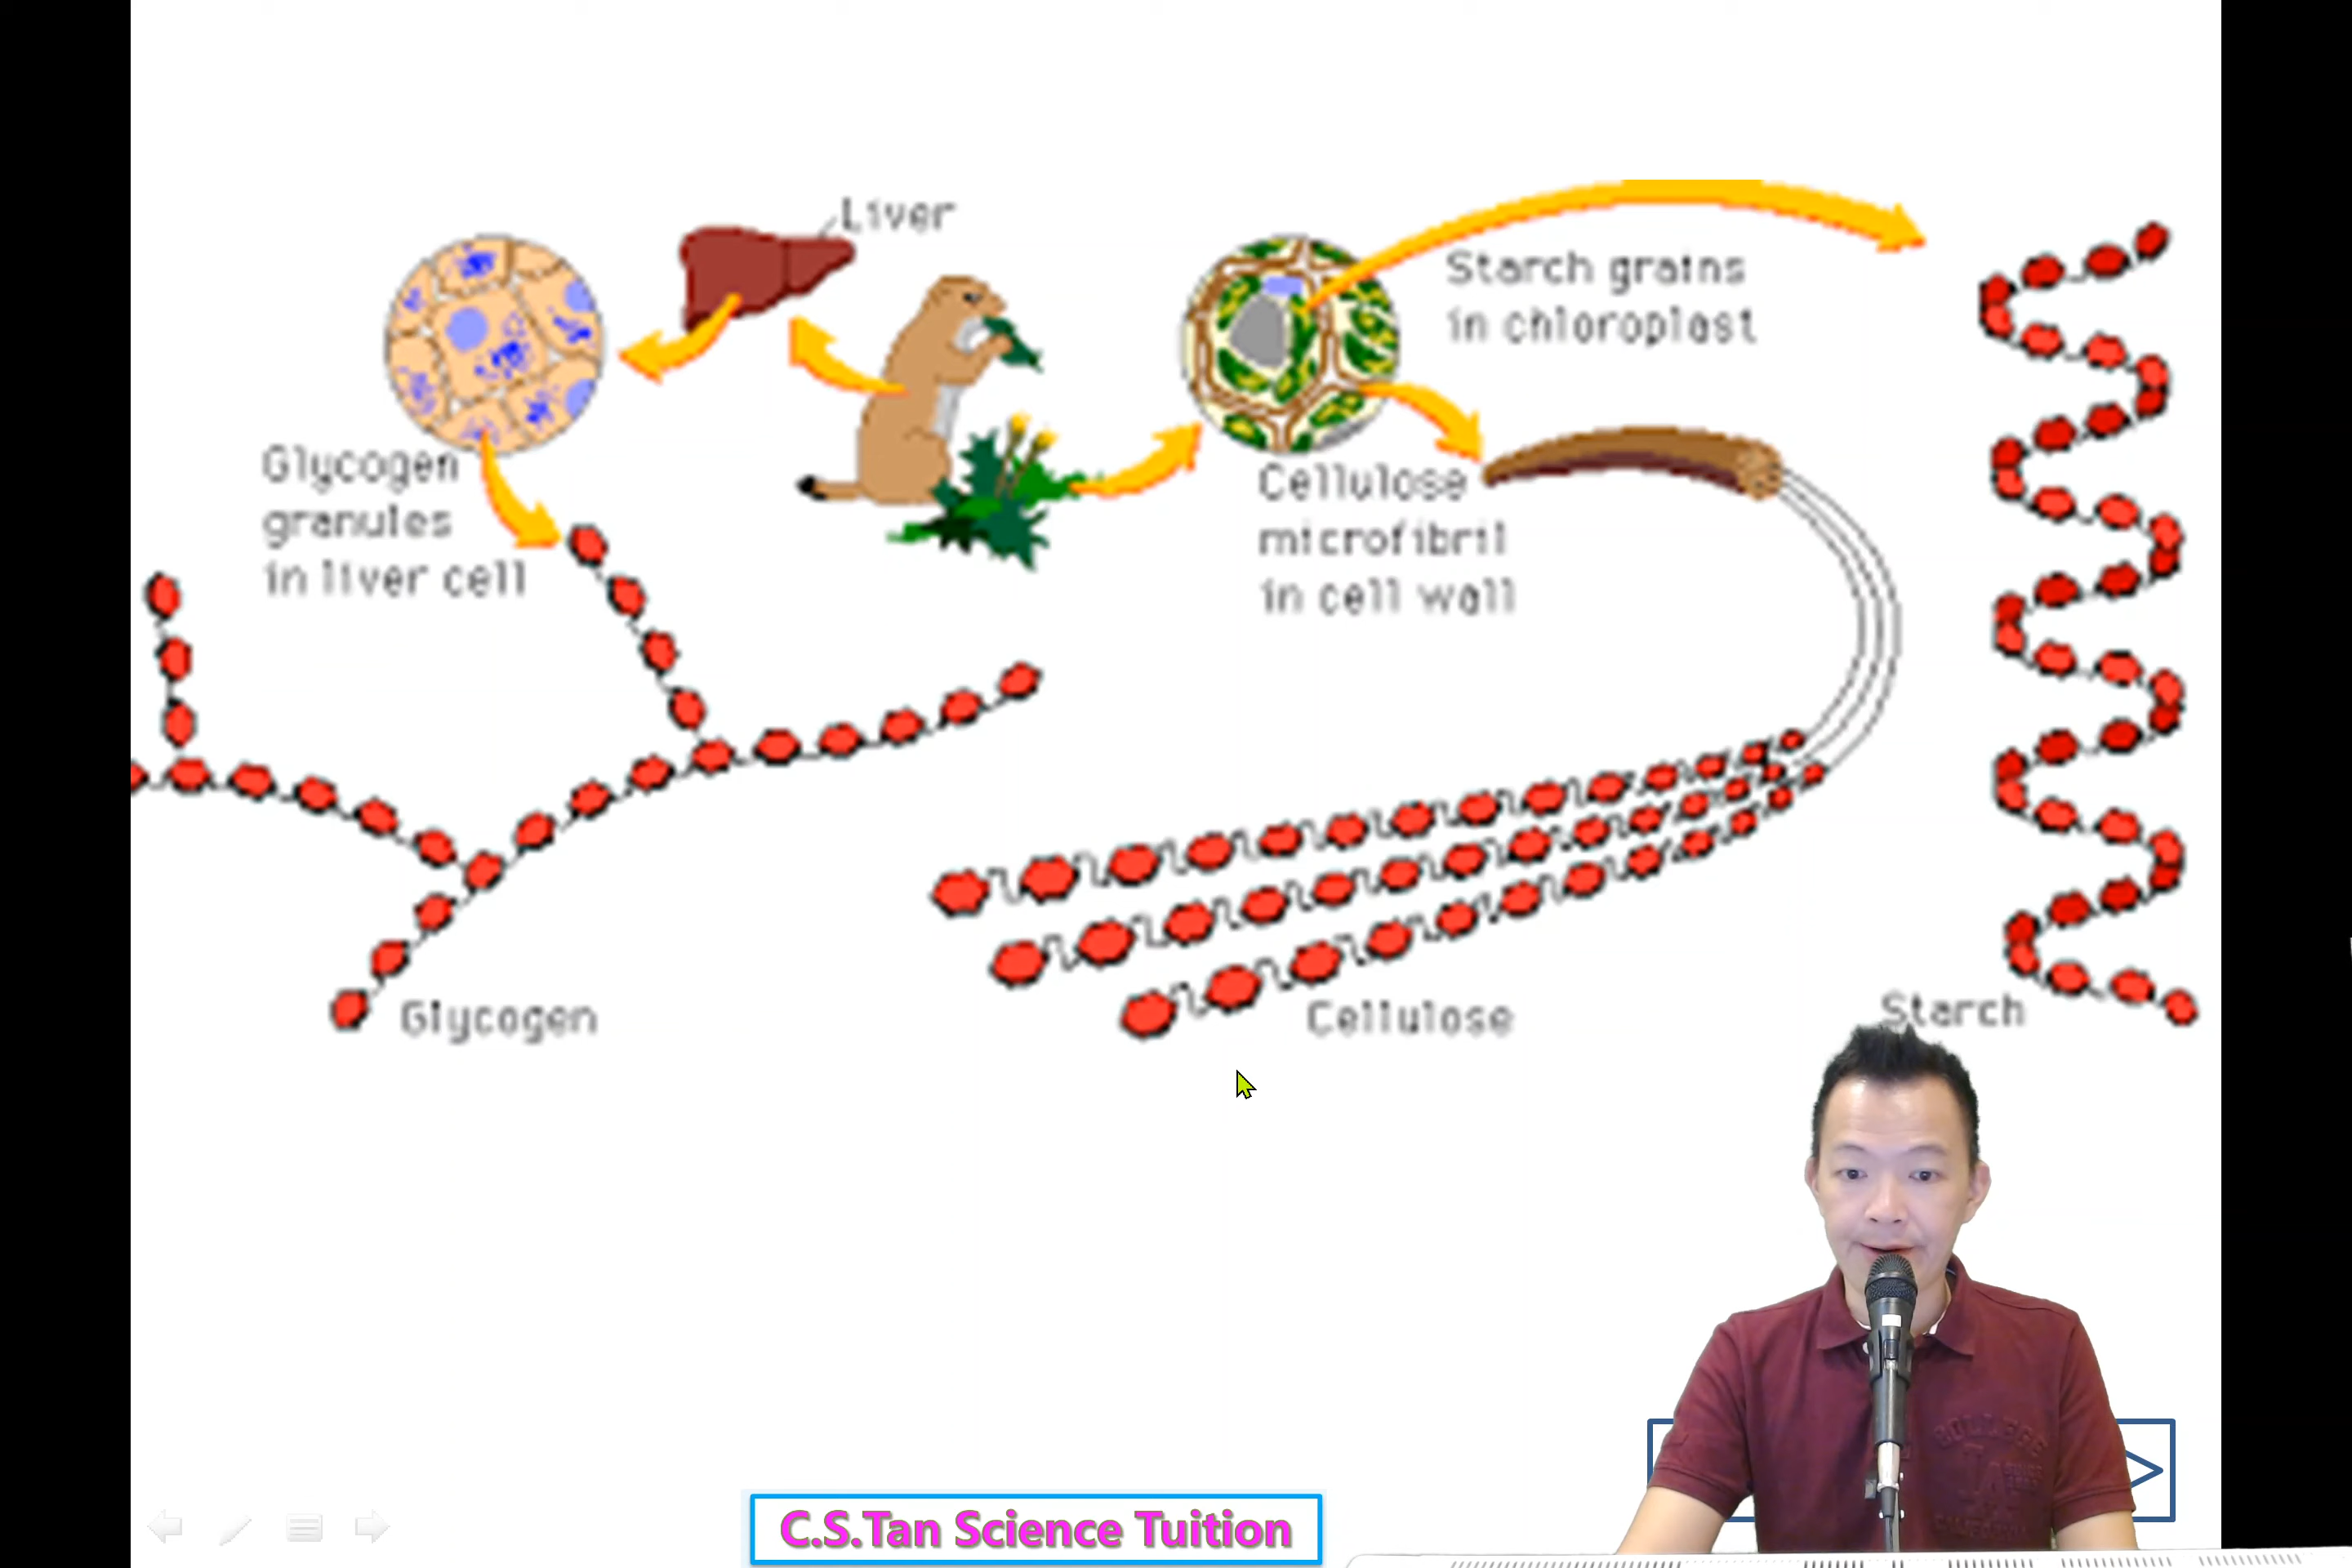 Liver
Starch grains
in chloroplast
Glycogen
granules
in liver cell
Cellulose
microfibril
in cell wall
Glycogen
Cellulose
Starch
C.S.Tan Science Tuition